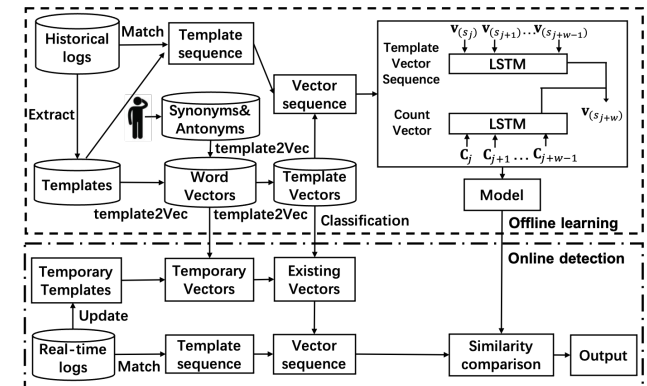 Historical
logs
Match
Template
sequence
Extract
Synonyms&
Antonyms
template2Vec
Vector
sequence
Templates
Word
Vectors
Template
Vectors
template2Vec
template2Vec
Classification
Template
Vector
Sequence
v(sj) v(sj+1)...v(sj+w-1)
LSTM
Count
Vector
LSTM
v(sj+w)
Cj Cj+1 ... Cj+w-1
Model
Offline learning
Online detection
Temporary
Templates
Temporary
Vectors
Existing
Vectors
Update
Real-time
logs
Match
Template
sequence
Vector
sequence
Similarity
comparison
Output